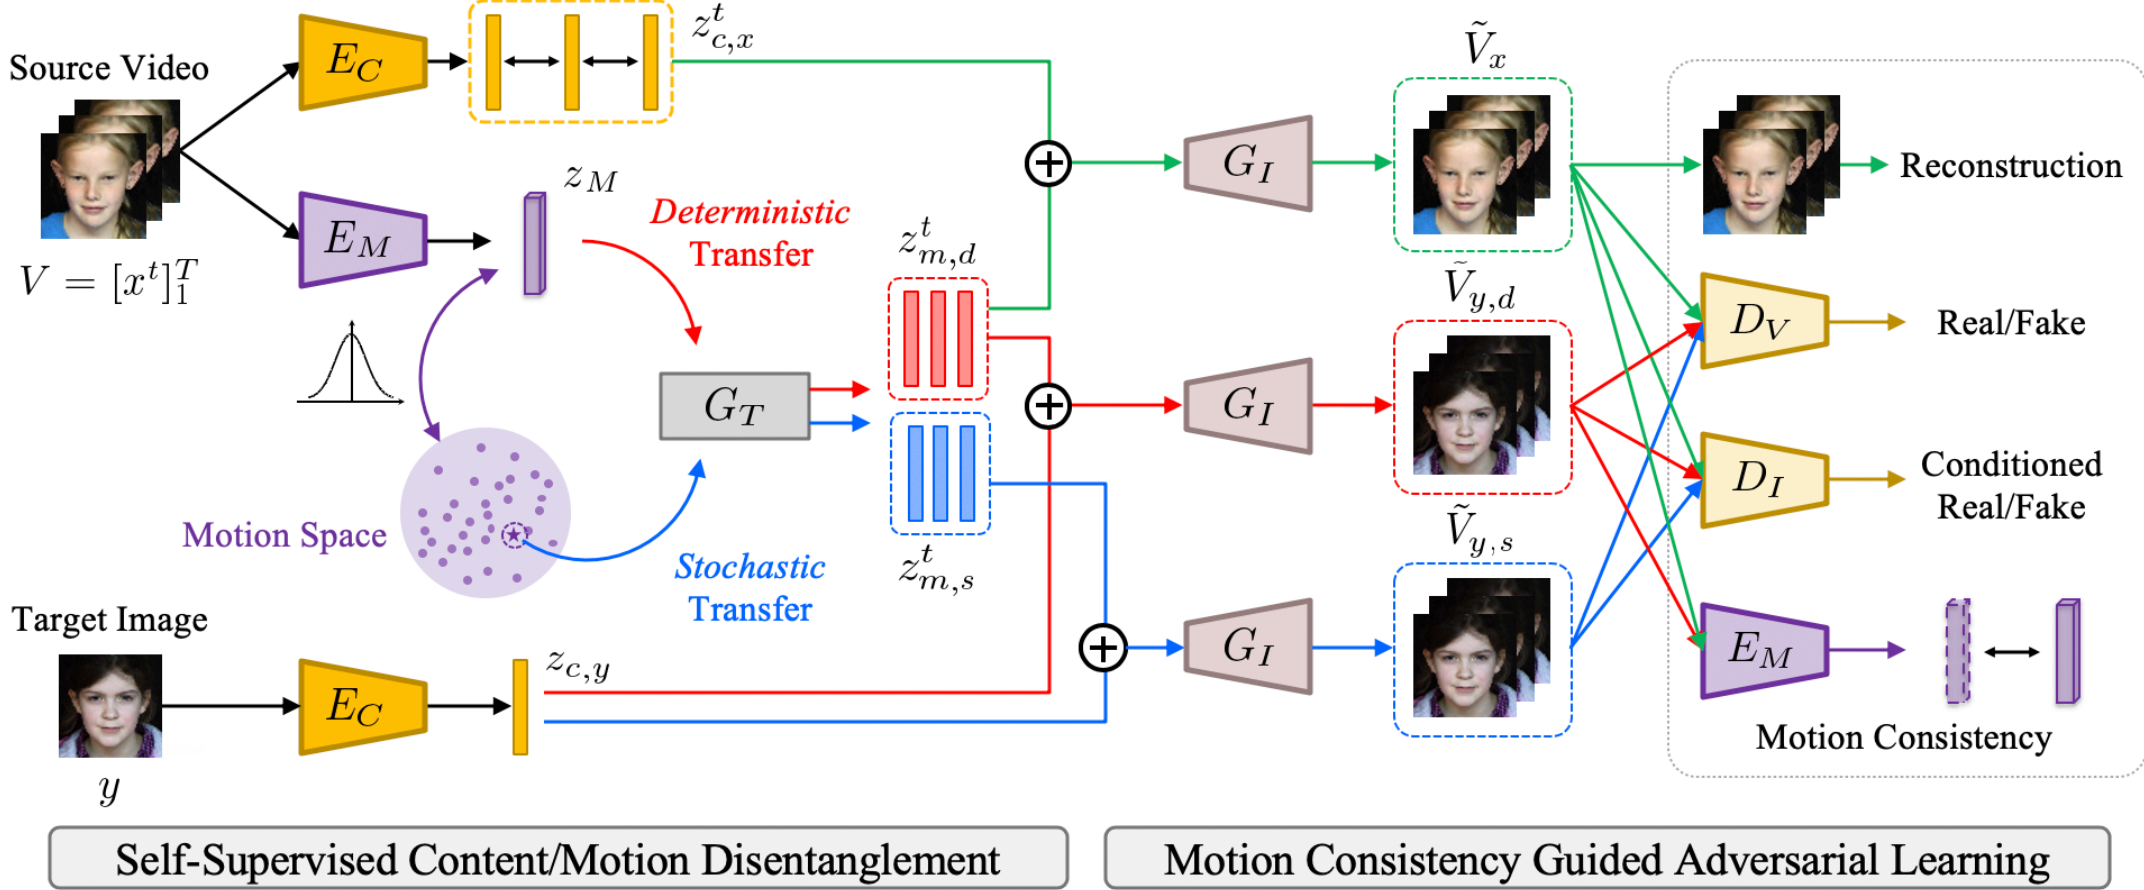 Source Video
V = [x^t]_1^T
E_C
z^t_{c,x}
E_M
z_M
Deterministic
Transfer
Motion Space
G_T
Stochastic
Transfer
z^t_{m,d}
z^t_{m,s}
Target Image
y
E_C
z_{c,y}
+
+
+
G_I
G_I
G_I
Ṽ_x
Ṽ_{y,d}
Ṽ_{y,s}
Reconstruction
D_V
Real/Fake
D_I
Conditioned
Real/Fake
E_M
Motion Consistency
Self-Supervised Content/Motion Disentanglement
Motion Consistency Guided Adversarial Learning